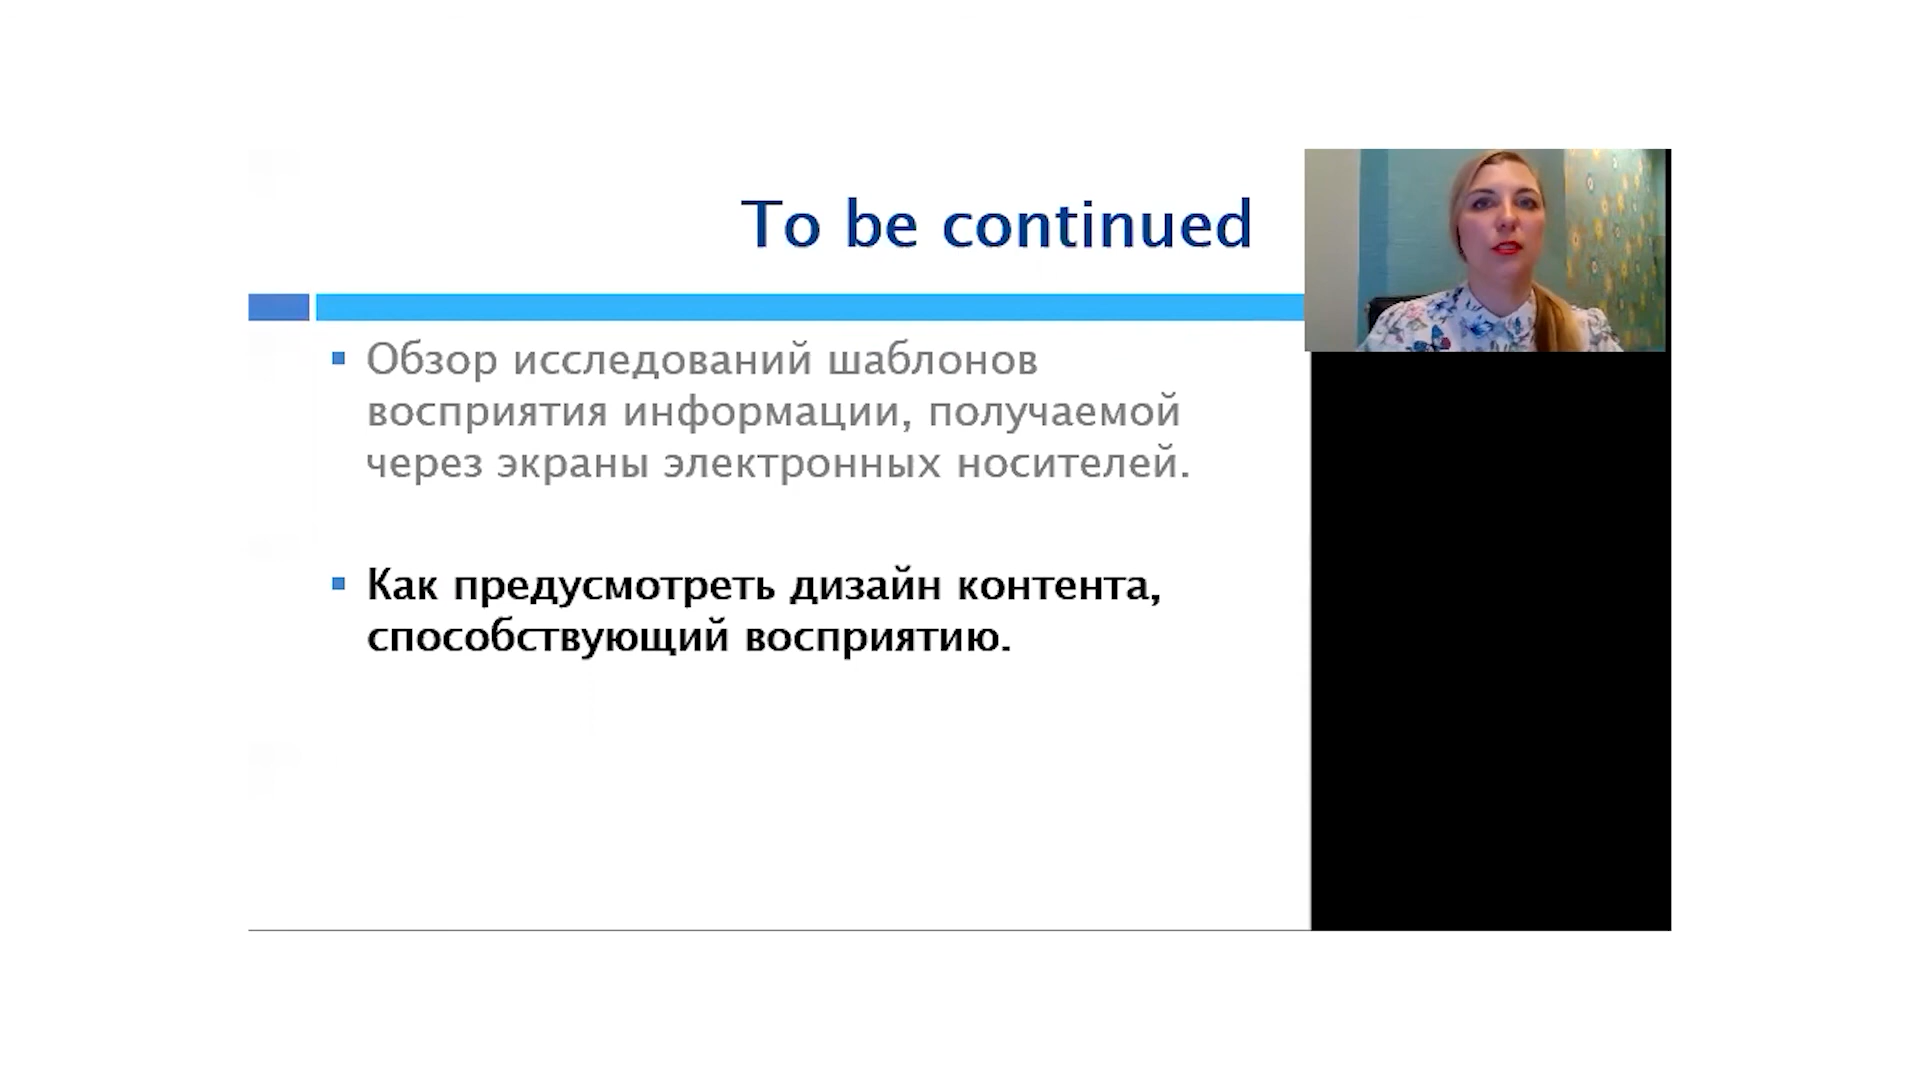 To be continued
Обзор исследований шаблонов
восприятия информации, получаемой
через экраны электронных носителей.
Как предусмотреть дизайн контента,
способствующий восприятию.